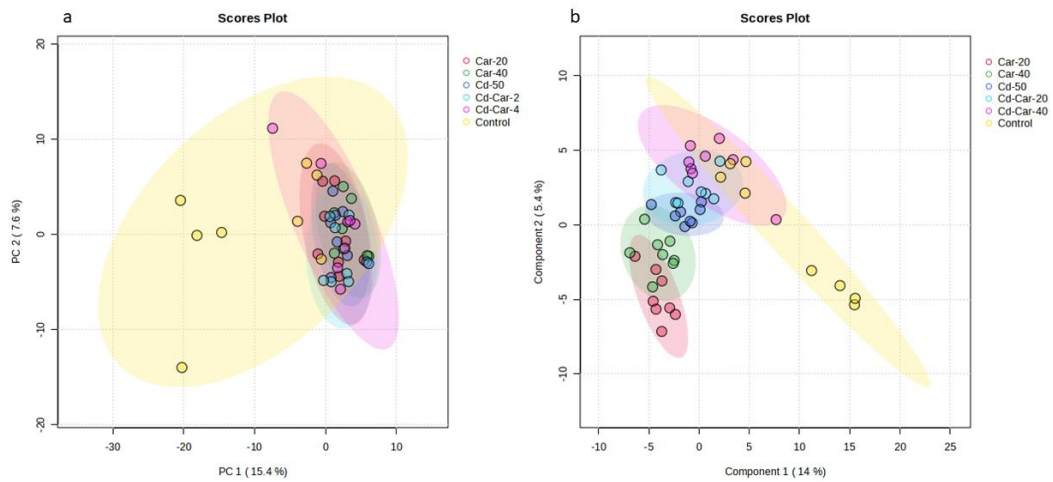 a
Scores Plot
PC 2 ( 7.6 %)
20
10
0
-10
-20
-30
-20
-10
0
10
PC 1 ( 15.4 %)
Car-20
Car-40
Cd-50
Cd-Car-2
Cd-Car-4
Control
b
Scores Plot
Component 2 ( 5.4 %)
10
5
0
-5
-10
-10
-5
0
5
10
15
20
25
Component 1 ( 14 %)
Car-20
Car-40
Cd-50
Cd-Car-20
Cd-Car-40
Control